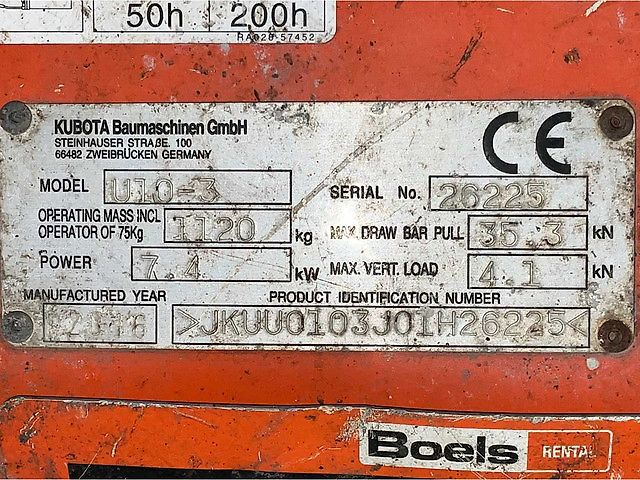 50h 200h
RA028-57452
KUBOTA Baumaschinen GmbH
STEINHAUSER STRAßE. 100
66482 ZWEIBRÜCKEN GERMANY
CE
MODEL U10-3
SERIAL No. 26225
OPERATING MASS INCL
OPERATOR OF 75Kg 1120 kg
MAX. DRAW BAR PULL 35.3 kN
POWER 7.4 kW
MAX. VERT. LOAD 4.1 kN
MANUFACTURED YEAR
2016
PRODUCT IDENTIFICATION NUMBER
>JKUU0103J01H26225<
Boels RENTAL